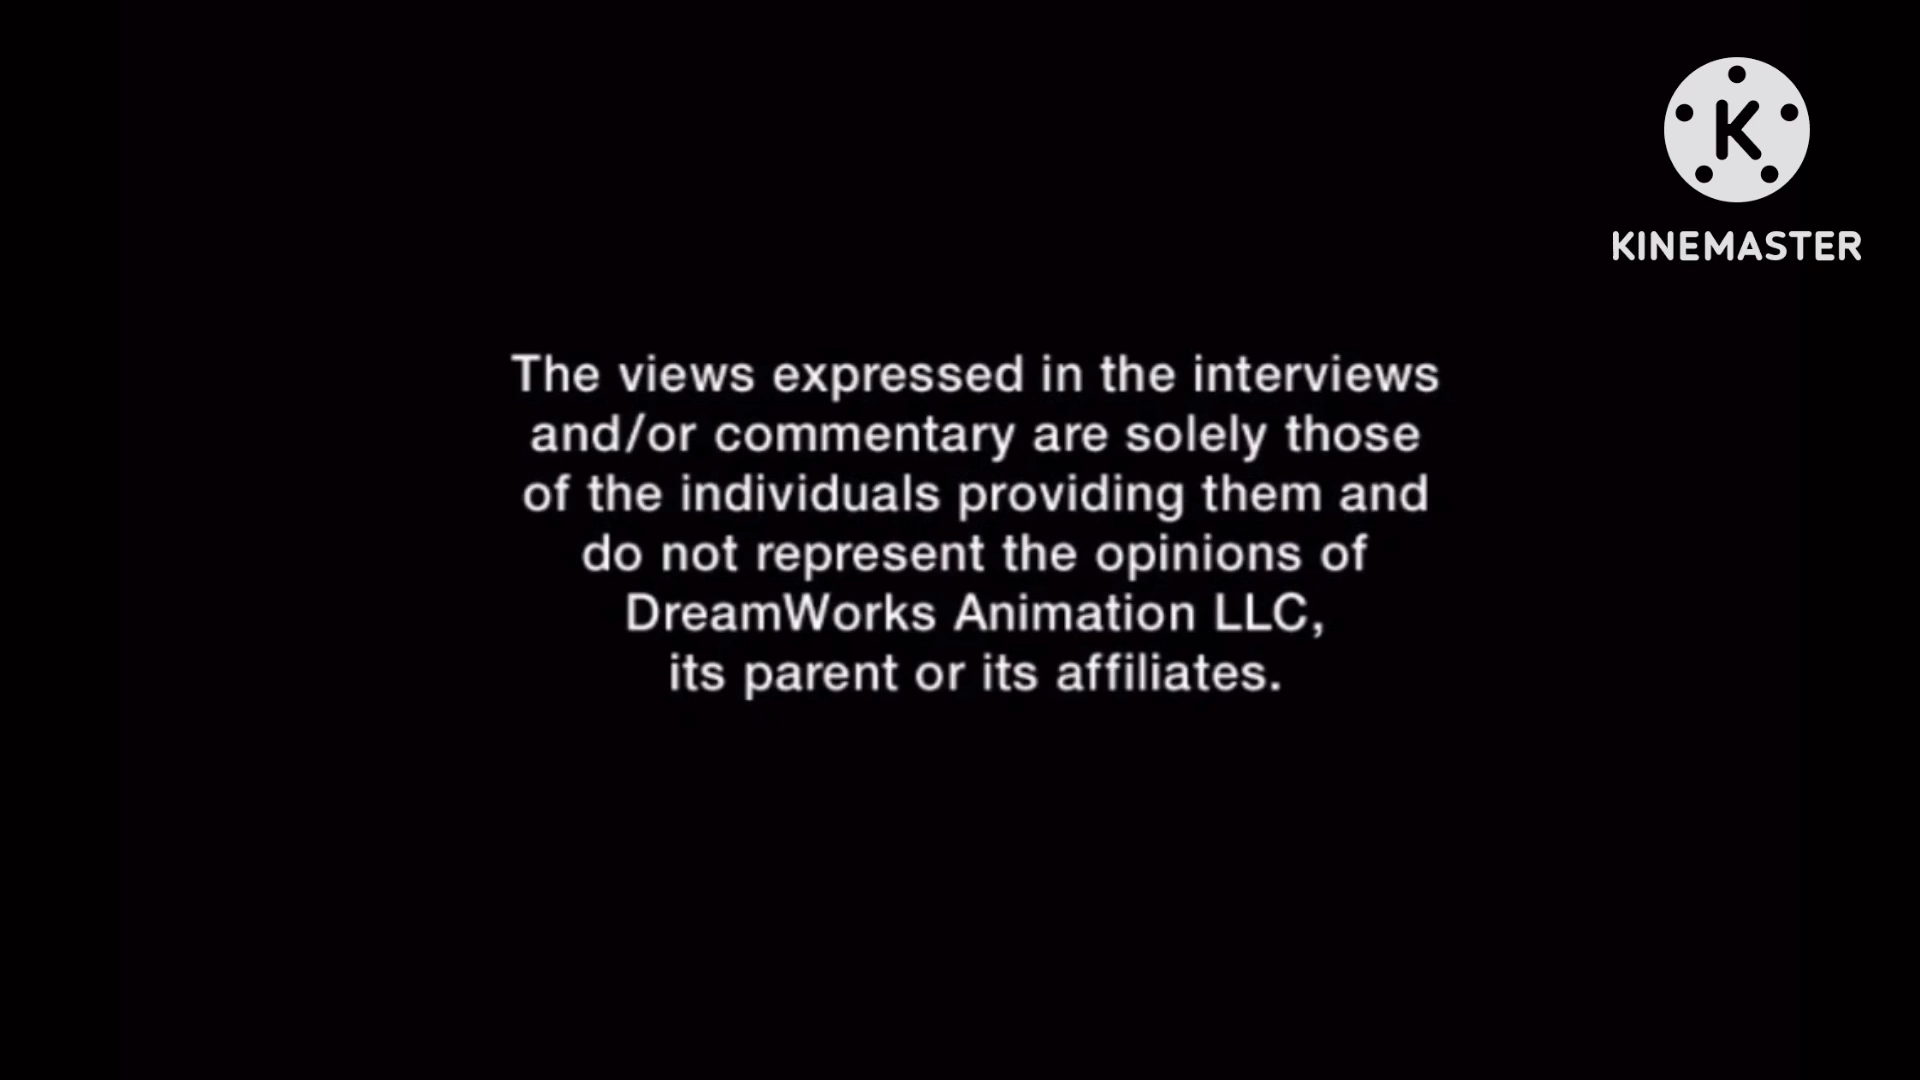 K
KINEMASTER
The views expressed in the interviews
and/or commentary are solely those
of the individuals providing them and
do not represent the opinions of
DreamWorks Animation LLC,
its parent or its affiliates.